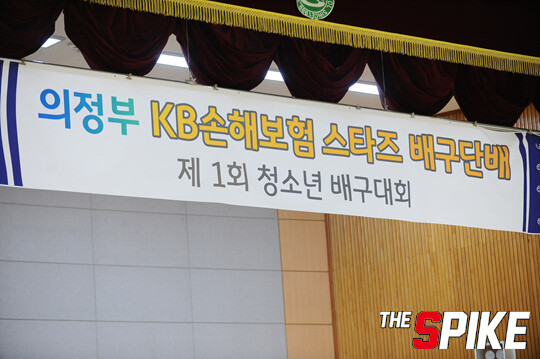 의정부 KB손해보험 스타즈 배구단배
제 1회 청소년 배구대회
THE SPIKE